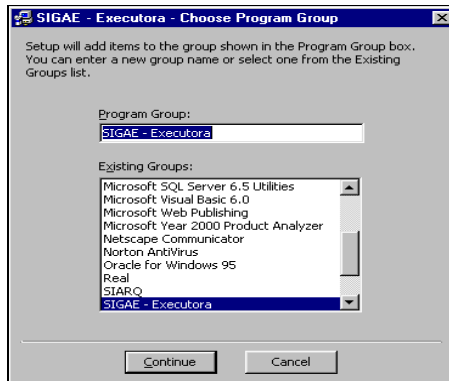 SIGAE - Executora - Choose Program Group
Setup will add items to the group shown in the Program Group box.
You can enter a new group name or select one from the Existing
Groups list.
Program Group:
SIGAE - Executora
Existing Groups:
Microsoft SQL Server 6.5 Utilities
Microsoft Visual Basic 6.0
Microsoft Web Publishing
Microsoft Year 2000 Product Analyzer
Netscape Communicator
Norton AntiVirus
Oracle for Windows 95
Real
SIARQ
SIGAE - Executora
Continue
Cancel